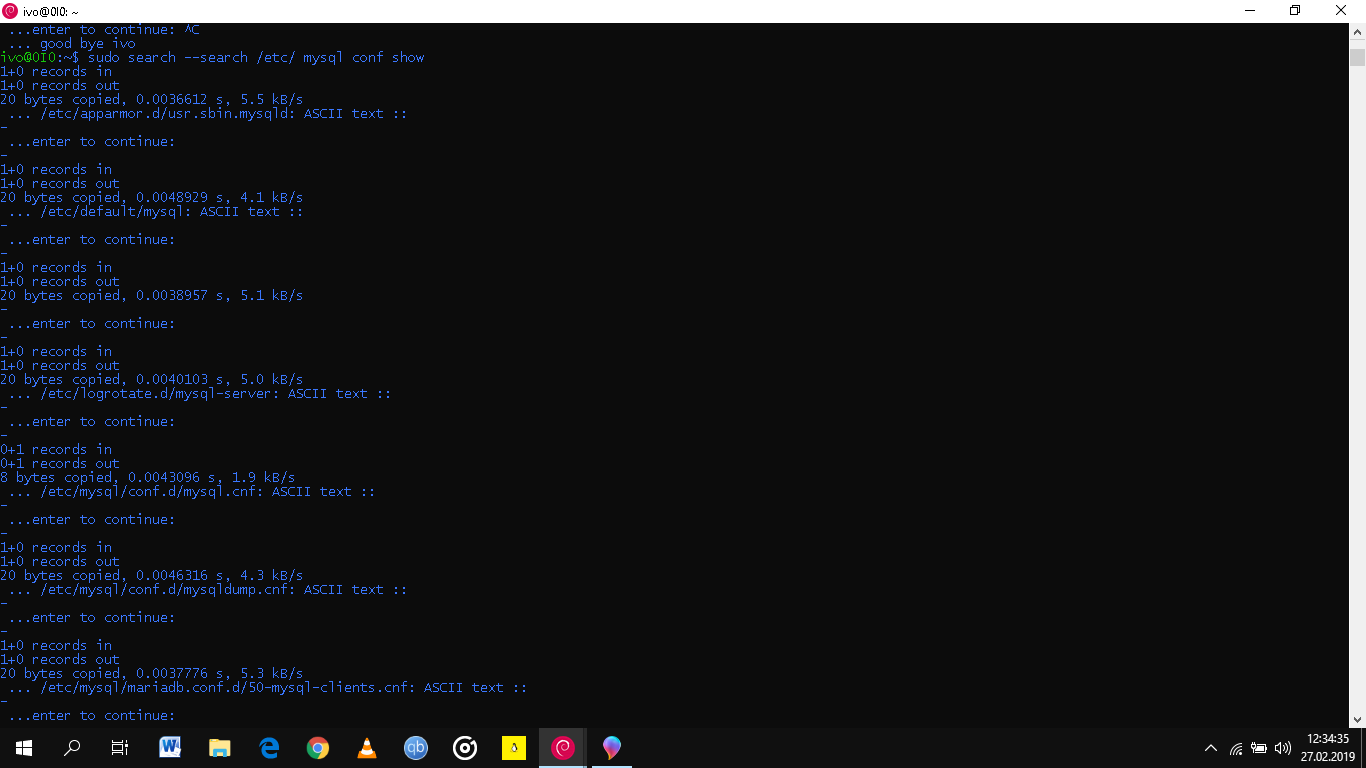 ivo@0I0: ~
...enter to continue: ^C
... good bye ivo
ivo@0I0:~$ sudo search --search /etc/ mysql conf show
1+0 records in
1+0 records out
20 bytes copied, 0.0036612 s, 5.5 kB/s
... /etc/apparmor.d/usr.sbin.mysqld: ASCII text ::
-
...enter to continue:
-
1+0 records in
1+0 records out
20 bytes copied, 0.0048929 s, 4.1 kB/s
... /etc/default/mysql: ASCII text ::
-
...enter to continue:
-
1+0 records in
1+0 records out
20 bytes copied, 0.0038957 s, 5.1 kB/s
-
...enter to continue:
-
1+0 records in
1+0 records out
20 bytes copied, 0.0040103 s, 5.0 kB/s
... /etc/logrotate.d/mysql-server: ASCII text ::
-
...enter to continue:
-
0+1 records in
0+1 records out
8 bytes copied, 0.0043096 s, 1.9 kB/s
... /etc/mysql/conf.d/mysql.cnf: ASCII text ::
-
...enter to continue:
-
1+0 records in
1+0 records out
20 bytes copied, 0.0046316 s, 4.3 kB/s
... /etc/mysql/conf.d/mysqldump.cnf: ASCII text ::
-
...enter to continue:
-
1+0 records in
1+0 records out
20 bytes copied, 0.0037776 s, 5.3 kB/s
... /etc/mysql/mariadb.conf.d/50-mysql-clients.cnf: ASCII text ::
-
...enter to continue:
W
qb
12:34:35
27.02.2019